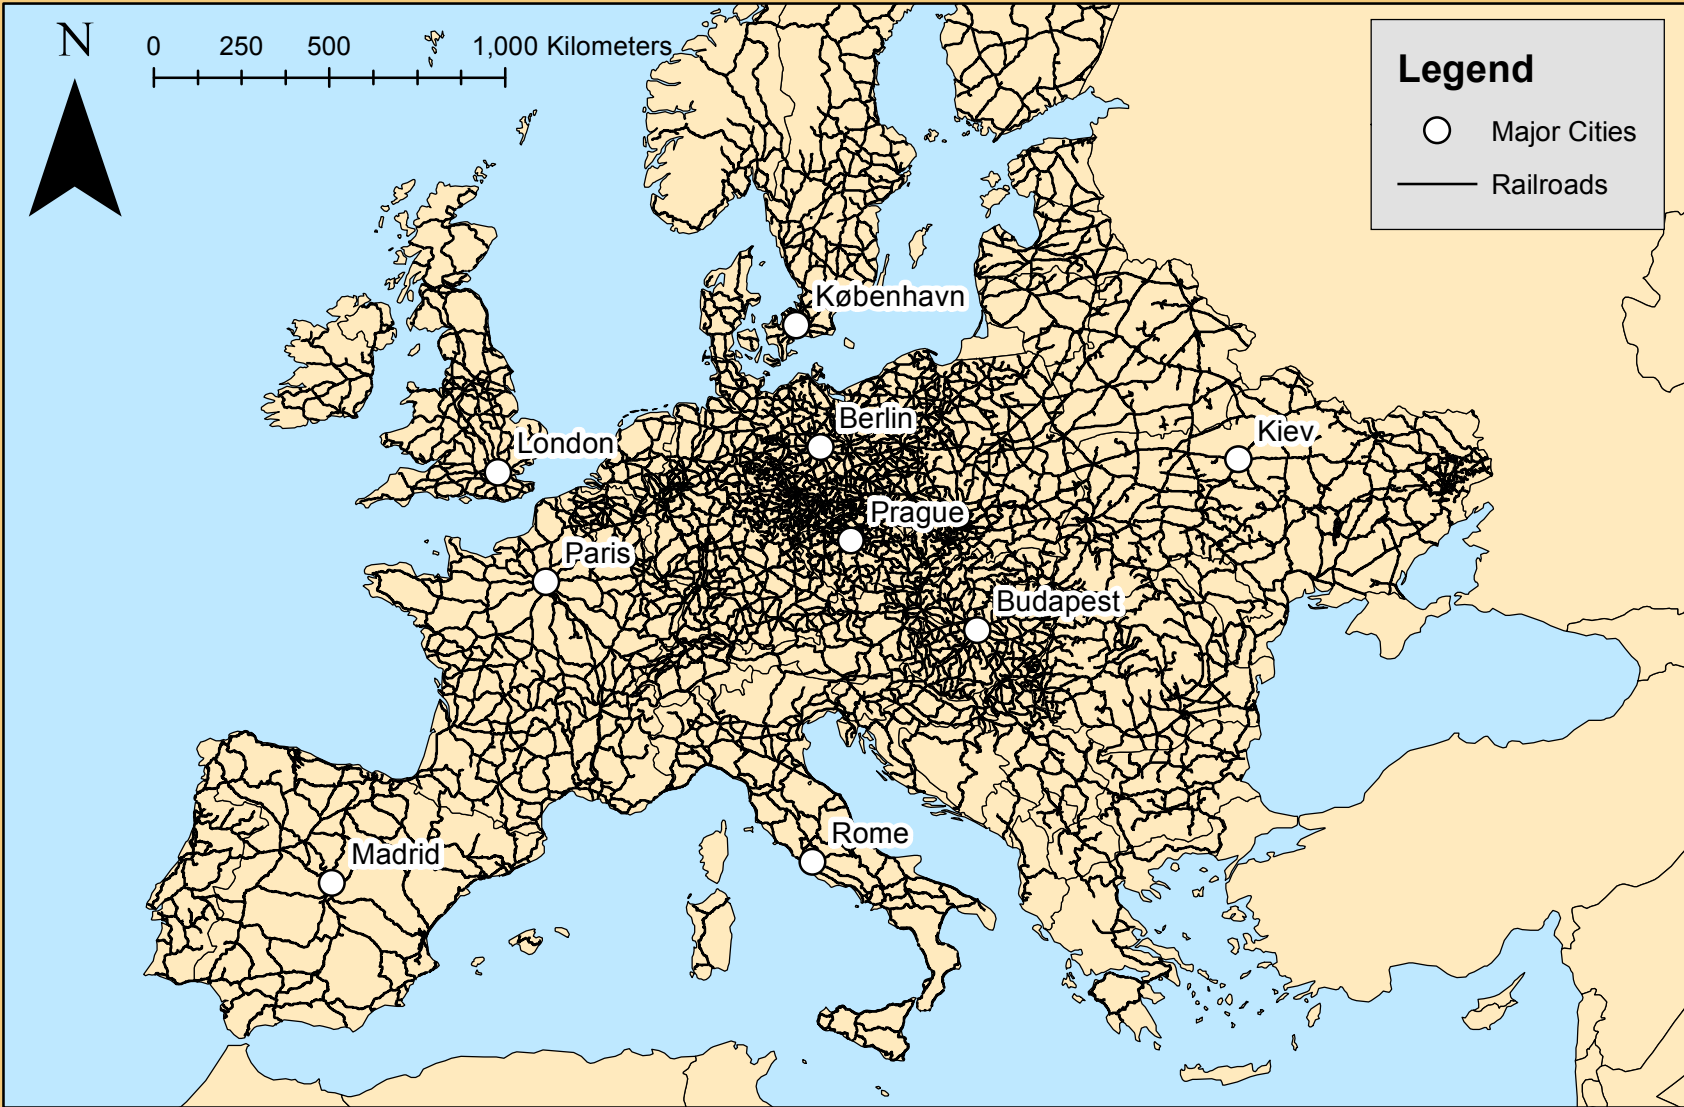 N
0 250 500 1,000 Kilometers
Legend
Major Cities
Railroads
København
Berlin
London
Kiev
Prague
Paris
Budapest
Rome
Madrid